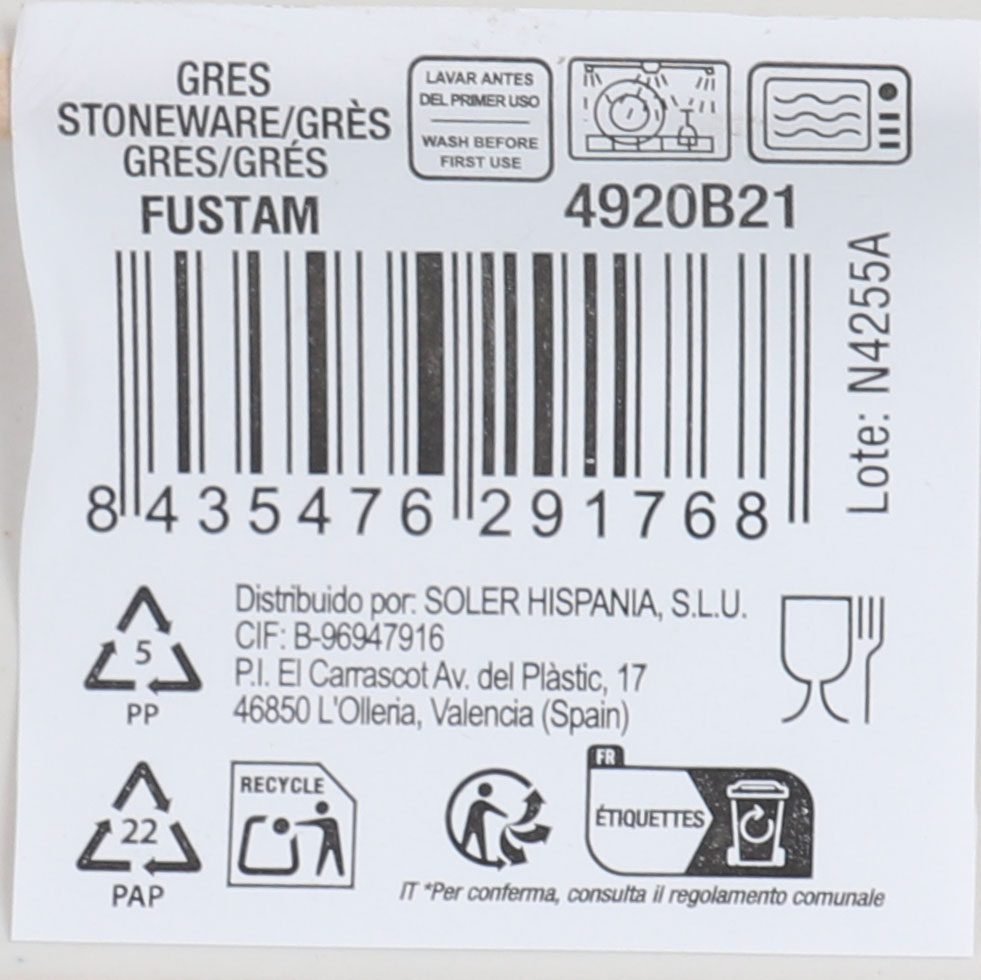 GRES
STONEWARE/GRÈS
GRES/GRÉS
FUSTAM
LAVAR ANTES
DEL PRIMER USO
WASH BEFORE
FIRST USE
4920B21
Lote: N4255A
8 435476 291768
5
PP
Distribuido por: SOLER HISPANIA, S.L.U.
CIF: B-96947916
P.I. El Carrascot Av. del Plàstic, 17
46850 L'Olleria, Valencia (Spain)
22
PAP
RECYCLE
FR
ÉTIQUETTES
IT *Per conferma, consulta il regolamento comunale